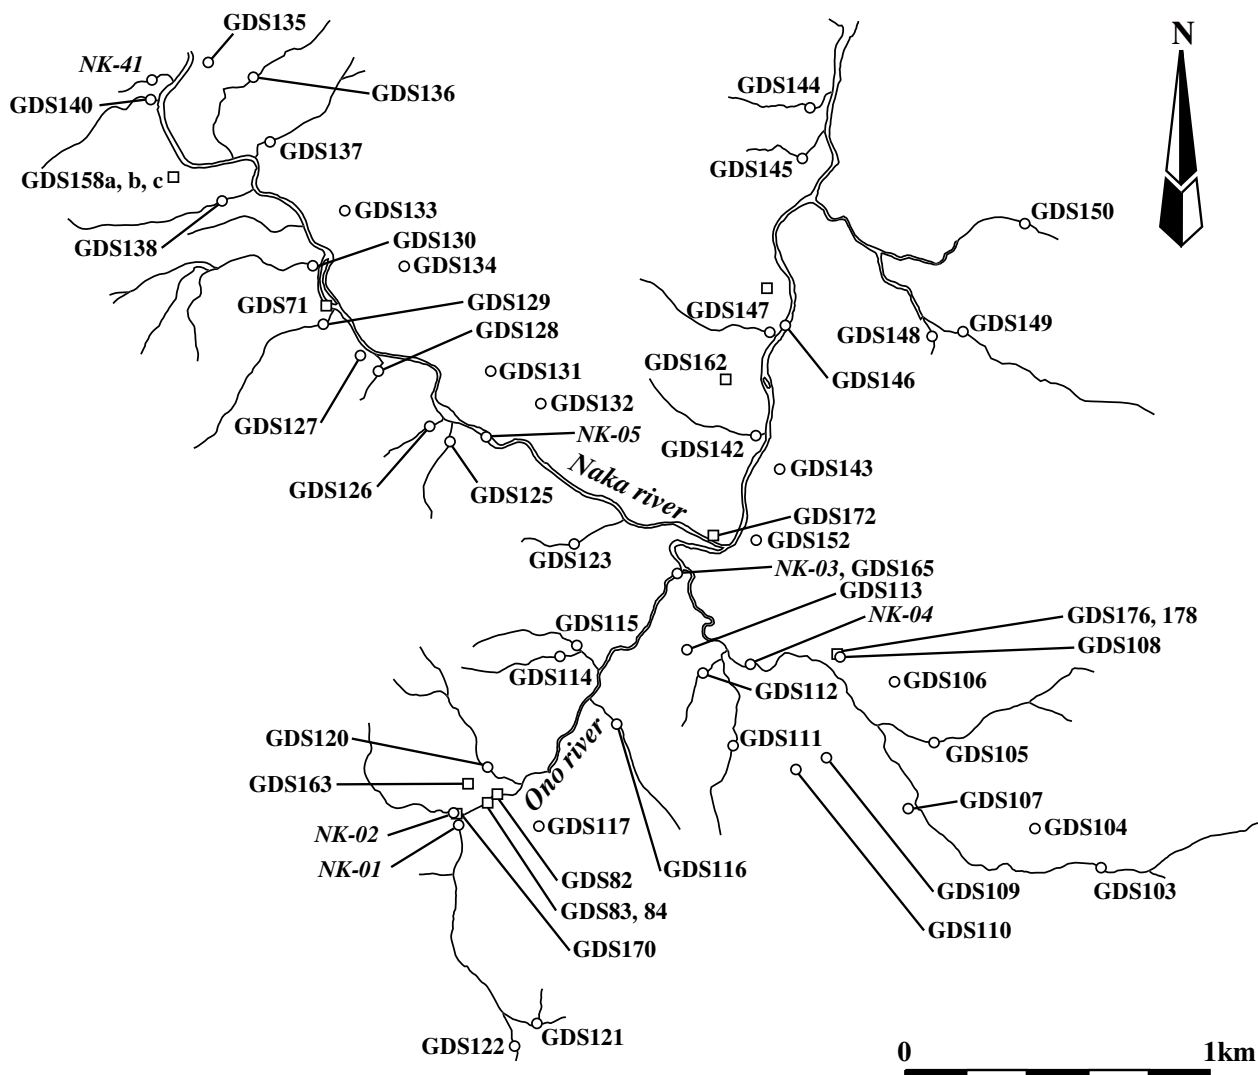 GDS135
N
NK-41
GDS136
GDS144
GDS140
GDS137
GDS145
GDS158a, b, c
GDS133
GDS150
GDS138
GDS130
GDS134
GDS71
GDS129
GDS147
GDS149
GDS128
GDS148
GDS162
GDS131
GDS146
GDS132
GDS127
NK-05
GDS142
GDS143
GDS126
GDS125
Naka river
GDS172
GDS152
GDS123
NK-03, GDS165
GDS113
NK-04
GDS176, 178
GDS115
GDS108
GDS114
GDS106
GDS112
GDS120
GDS111
GDS105
GDS163
Ono river
GDS107
GDS117
GDS104
NK-02
NK-01
GDS116
GDS103
GDS82
GDS109
GDS83, 84
GDS110
GDS170
GDS121
GDS122
0
1km